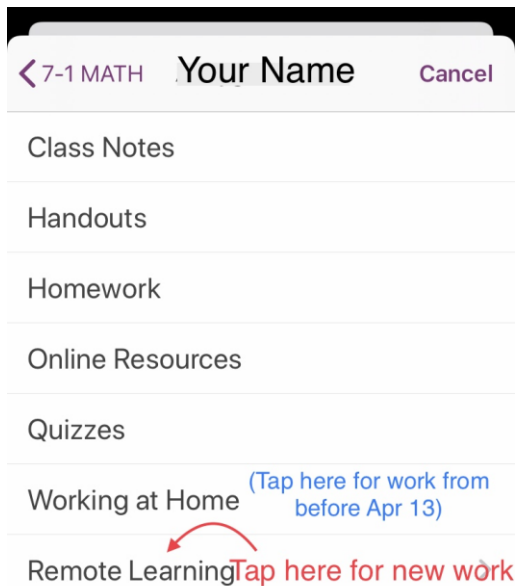 7-1 MATH Your Name Cancel
Class Notes
Handouts
Homework
Online Resources
Quizzes
Working at Home (Tap here for work from
before Apr 13)
Remote Learning Tap here for new work